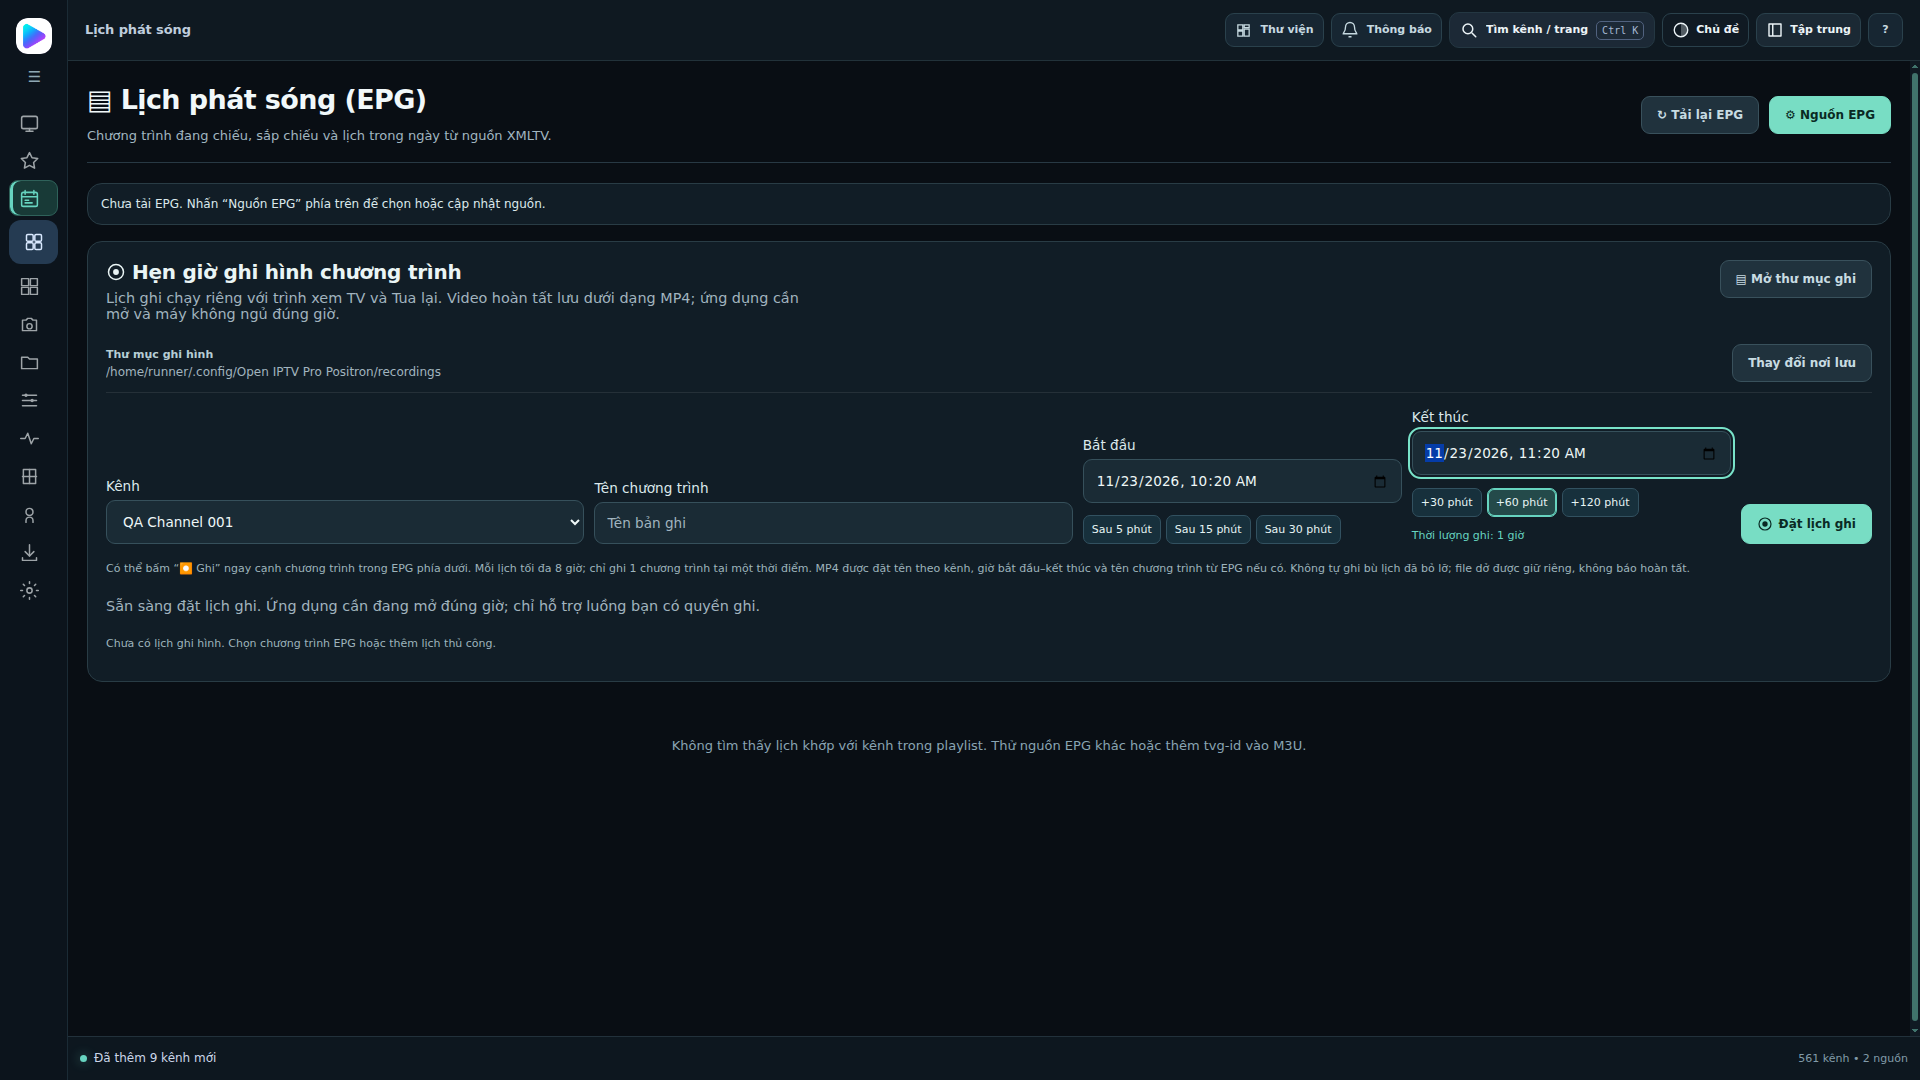 Lịch phát sóng
Thư viện
Thông báo
Tìm kênh / trang
Ctrl K
Chủ đề
Tập trung
?
Lịch phát sóng (EPG)
Chương trình đang chiếu, sắp chiếu và lịch trong ngày từ nguồn XMLTV.
↻ Tải lại EPG
⚙ Nguồn EPG
Chưa tải EPG. Nhấn “Nguồn EPG” phía trên để chọn hoặc cập nhật nguồn.
Hẹn giờ ghi hình chương trình
Lịch ghi chạy riêng với trình xem TV và Tua lại. Video hoàn tất lưu dưới dạng MP4; ứng dụng cần
mở và máy không ngủ đúng giờ.
Mở thư mục ghi
Thư mục ghi hình
/home/runner/.config/Open IPTV Pro Positron/recordings
Thay đổi nơi lưu
Kênh
QA Channel 001
Tên chương trình
Tên bản ghi
Bắt đầu
11/23/2026, 10:20 AM
Sau 5 phút
Sau 15 phút
Sau 30 phút
Kết thúc
11/23/2026, 11:20 AM
+30 phút
+60 phút
+120 phút
Thời lượng ghi: 1 giờ
Đặt lịch ghi
Có thể bấm “⏺ Ghi” ngay cạnh chương trình trong EPG phía dưới. Mỗi lịch tối đa 8 giờ; chỉ ghi 1 chương trình tại một thời điểm. MP4 được đặt tên theo kênh, giờ bắt đầu–kết thúc và tên chương trình từ EPG nếu có. Không tự ghi bù lịch đã bỏ lỡ; file dở được giữ riêng, không báo hoàn tất.
Sẵn sàng đặt lịch ghi. Ứng dụng cần đang mở đúng giờ; chỉ hỗ trợ luồng bạn có quyền ghi.
Chưa có lịch ghi hình. Chọn chương trình EPG hoặc thêm lịch thủ công.
Không tìm thấy lịch khớp với kênh trong playlist. Thử nguồn EPG khác hoặc thêm tvg-id vào M3U.
Đã thêm 9 kênh mới
561 kênh • 2 nguồn